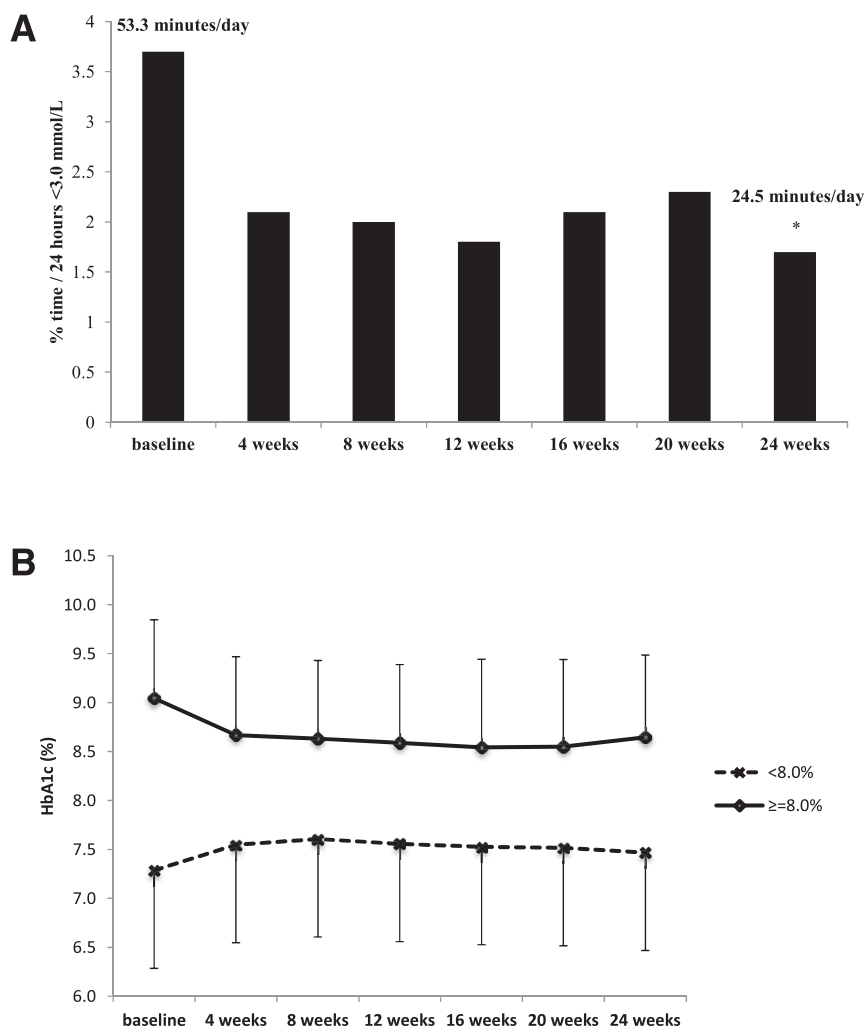 A
53.3 minutes/day
% time / 24 hours <3.0 mmol/L
4
3.5
3
2.5
2
1.5
1
0.5
0
24.5 minutes/day
*
baseline 4 weeks 8 weeks 12 weeks 16 weeks 20 weeks 24 weeks
B
HbA1c (%)
10.5
10.0
9.5
9.0
8.5
8.0
7.5
7.0
6.5
6.0
<8.0%
≥=8.0%
baseline 4 weeks 8 weeks 12 weeks 16 weeks 20 weeks 24 weeks